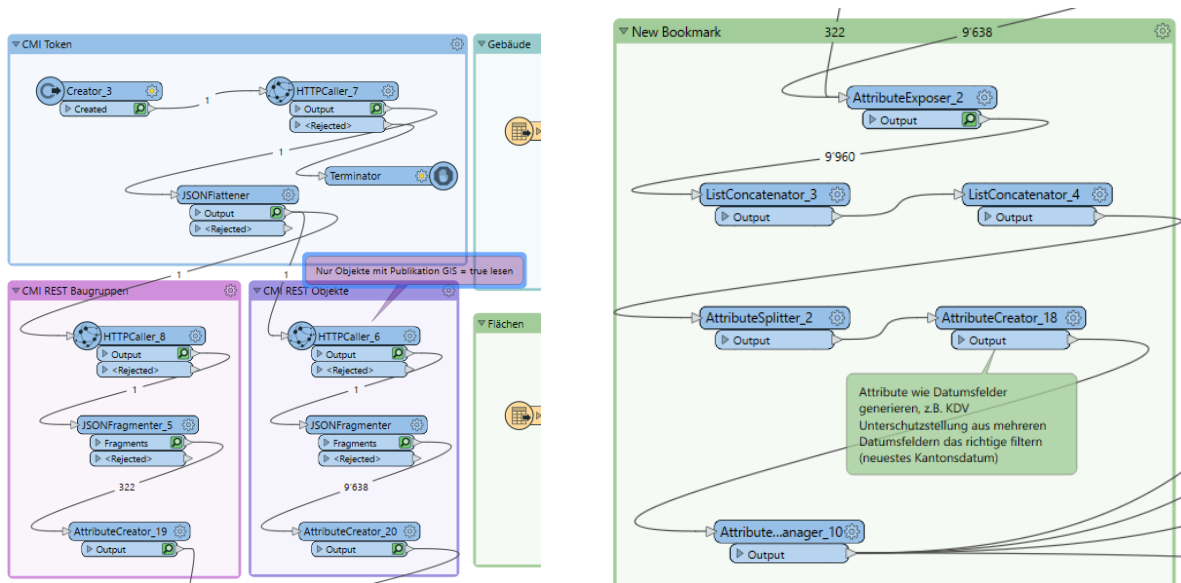 CMI Token
Creator_3
Created
1
HTTPCaller_7
Output
<Rejected>
1
Terminator
JSONFlattener
Output
<Rejected>
1
1
Nur Objekte mit Publikation GIS = true lesen
Gebäude
Flächen
CMI REST Baugruppen
HTTPCaller_8
Output
<Rejected>
1
JSONFragmenter_5
Fragments
<Rejected>
322
AttributeCreator_19
Output
CMI REST Objekte
HTTPCaller_6
Output
<Rejected>
1
JSONFragmenter
Fragments
<Rejected>
9'638
AttributeCreator_20
Output
New Bookmark
322
9'638
AttributeExposer_2
Output
9'960
ListConcatenator_3
Output
ListConcatenator_4
Output
AttributeSplitter_2
Output
AttributeCreator_18
Output
Attribute wie Datumsfelder
generieren, z.B. KDV
Unterschutzstellung aus mehreren
Datumsfeldern das richtige filtern
(neuestes Kantonsdatum)
Attribute...anager_10
Output